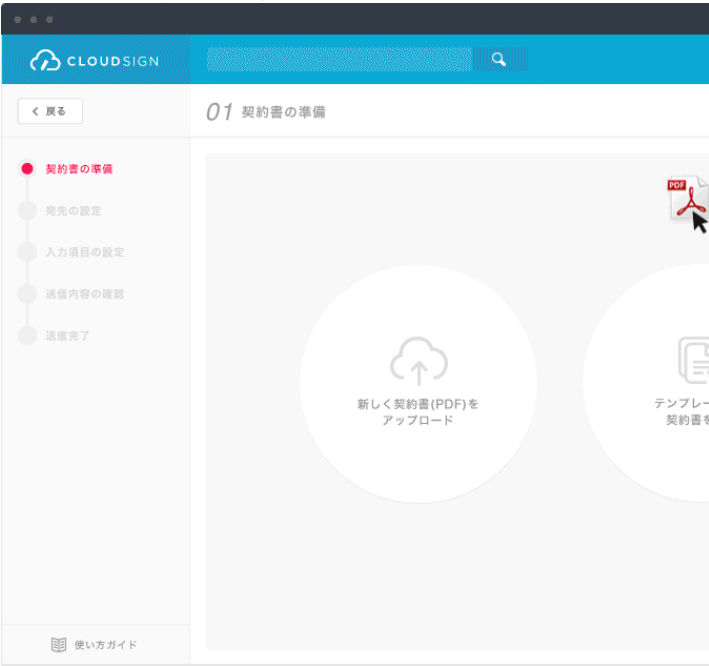 CLOUDSIGN
戻る
01 契約書の準備
契約書の準備
宛先の設定
入力項目の設定
送信内容の確認
送信完了
PDF
新しく契約書(PDF)を
アップロード
テンプレー
契約書を
使い方ガイド